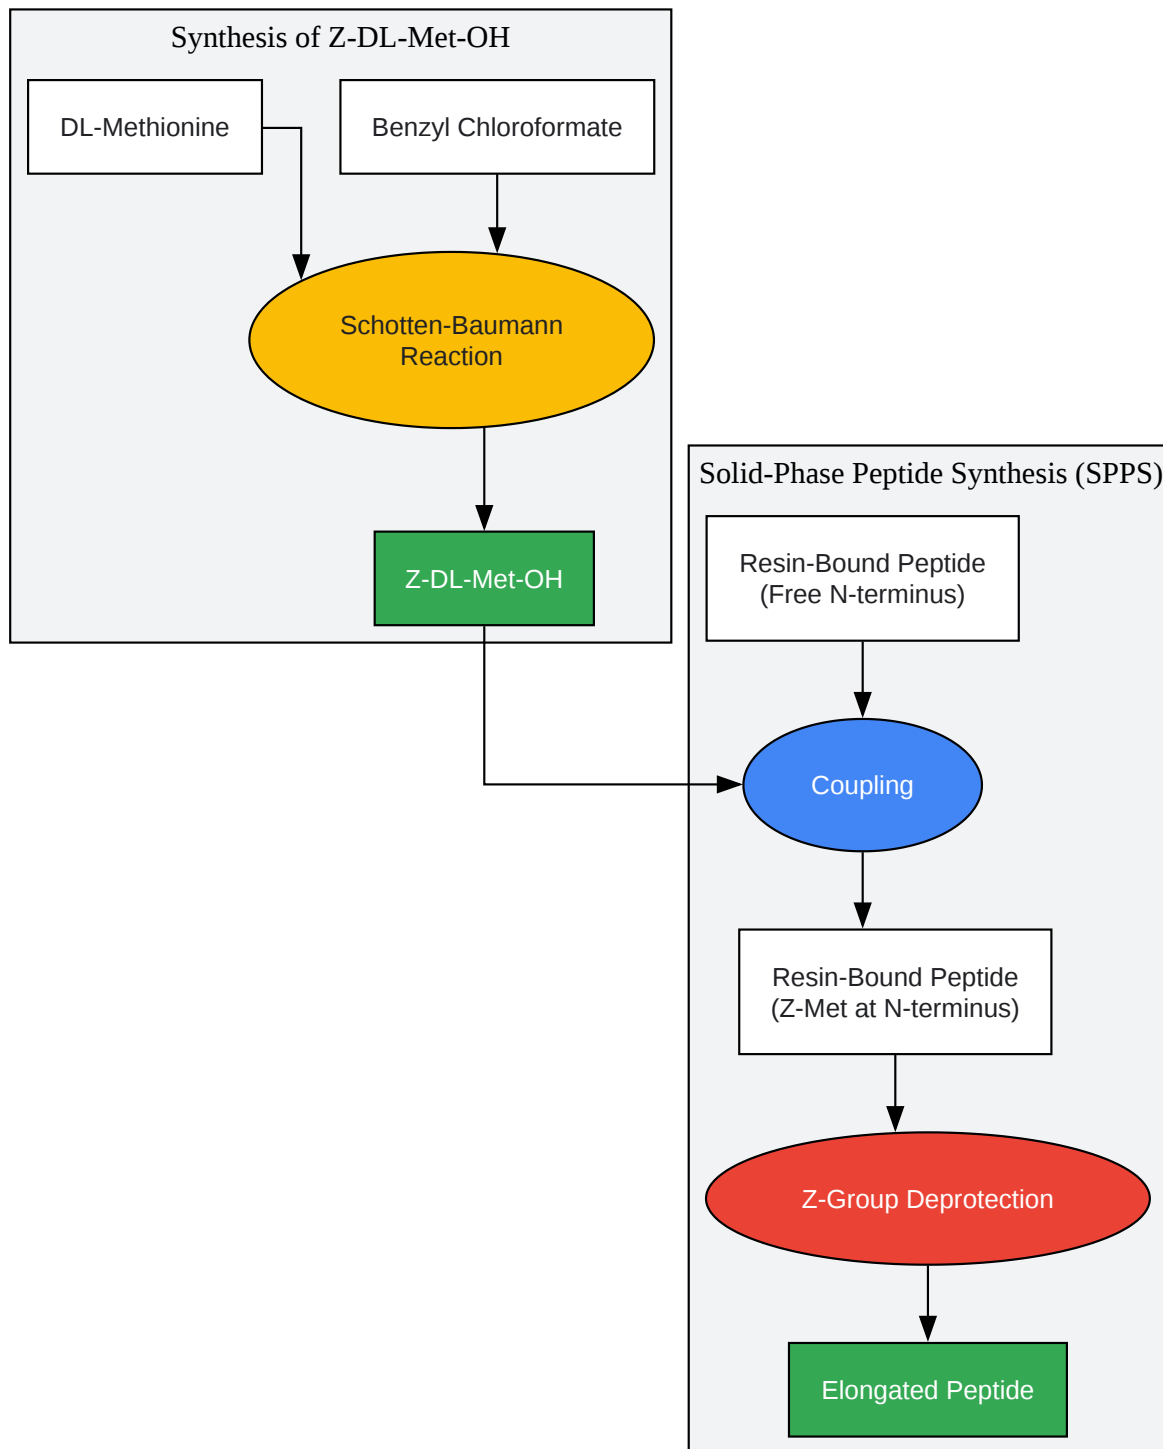 Synthesis of Z-DL-Met-OH
DL-Methionine
Benzyl Chloroformate
Schotten-Baumann
Reaction
Z-DL-Met-OH
Solid-Phase Peptide Synthesis (SPPS)
Resin-Bound Peptide
(Free N-terminus)
Coupling
Resin-Bound Peptide
(Z-Met at N-terminus)
Z-Group Deprotection
Elongated Peptide